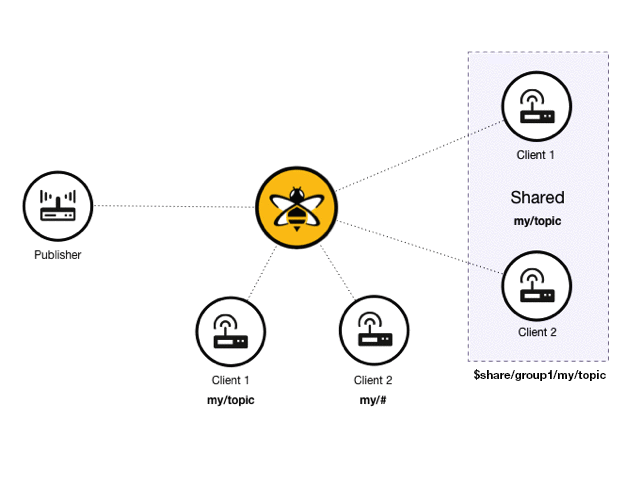 Client 1
Shared
my/topic
Publisher
Client 2
Client 1
my/topic
Client 2
my/#
$share/group1/my/topic